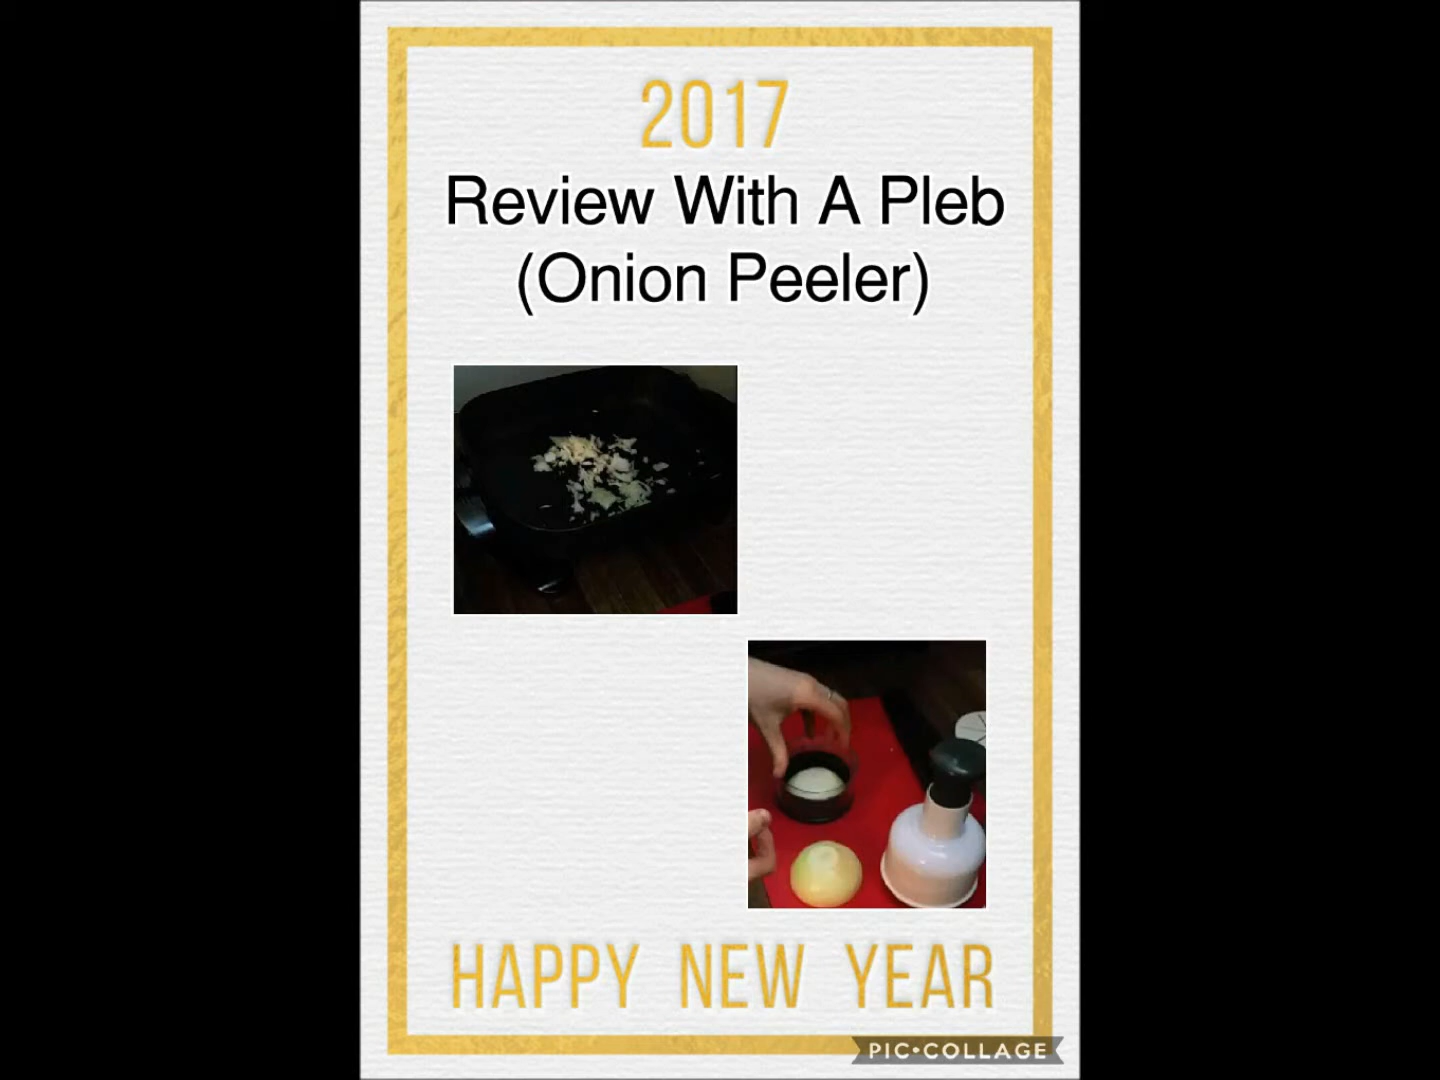 2017
Review With A Pleb
(Onion Peeler)
HAPPY NEW YEAR
PIC•COLLAGE